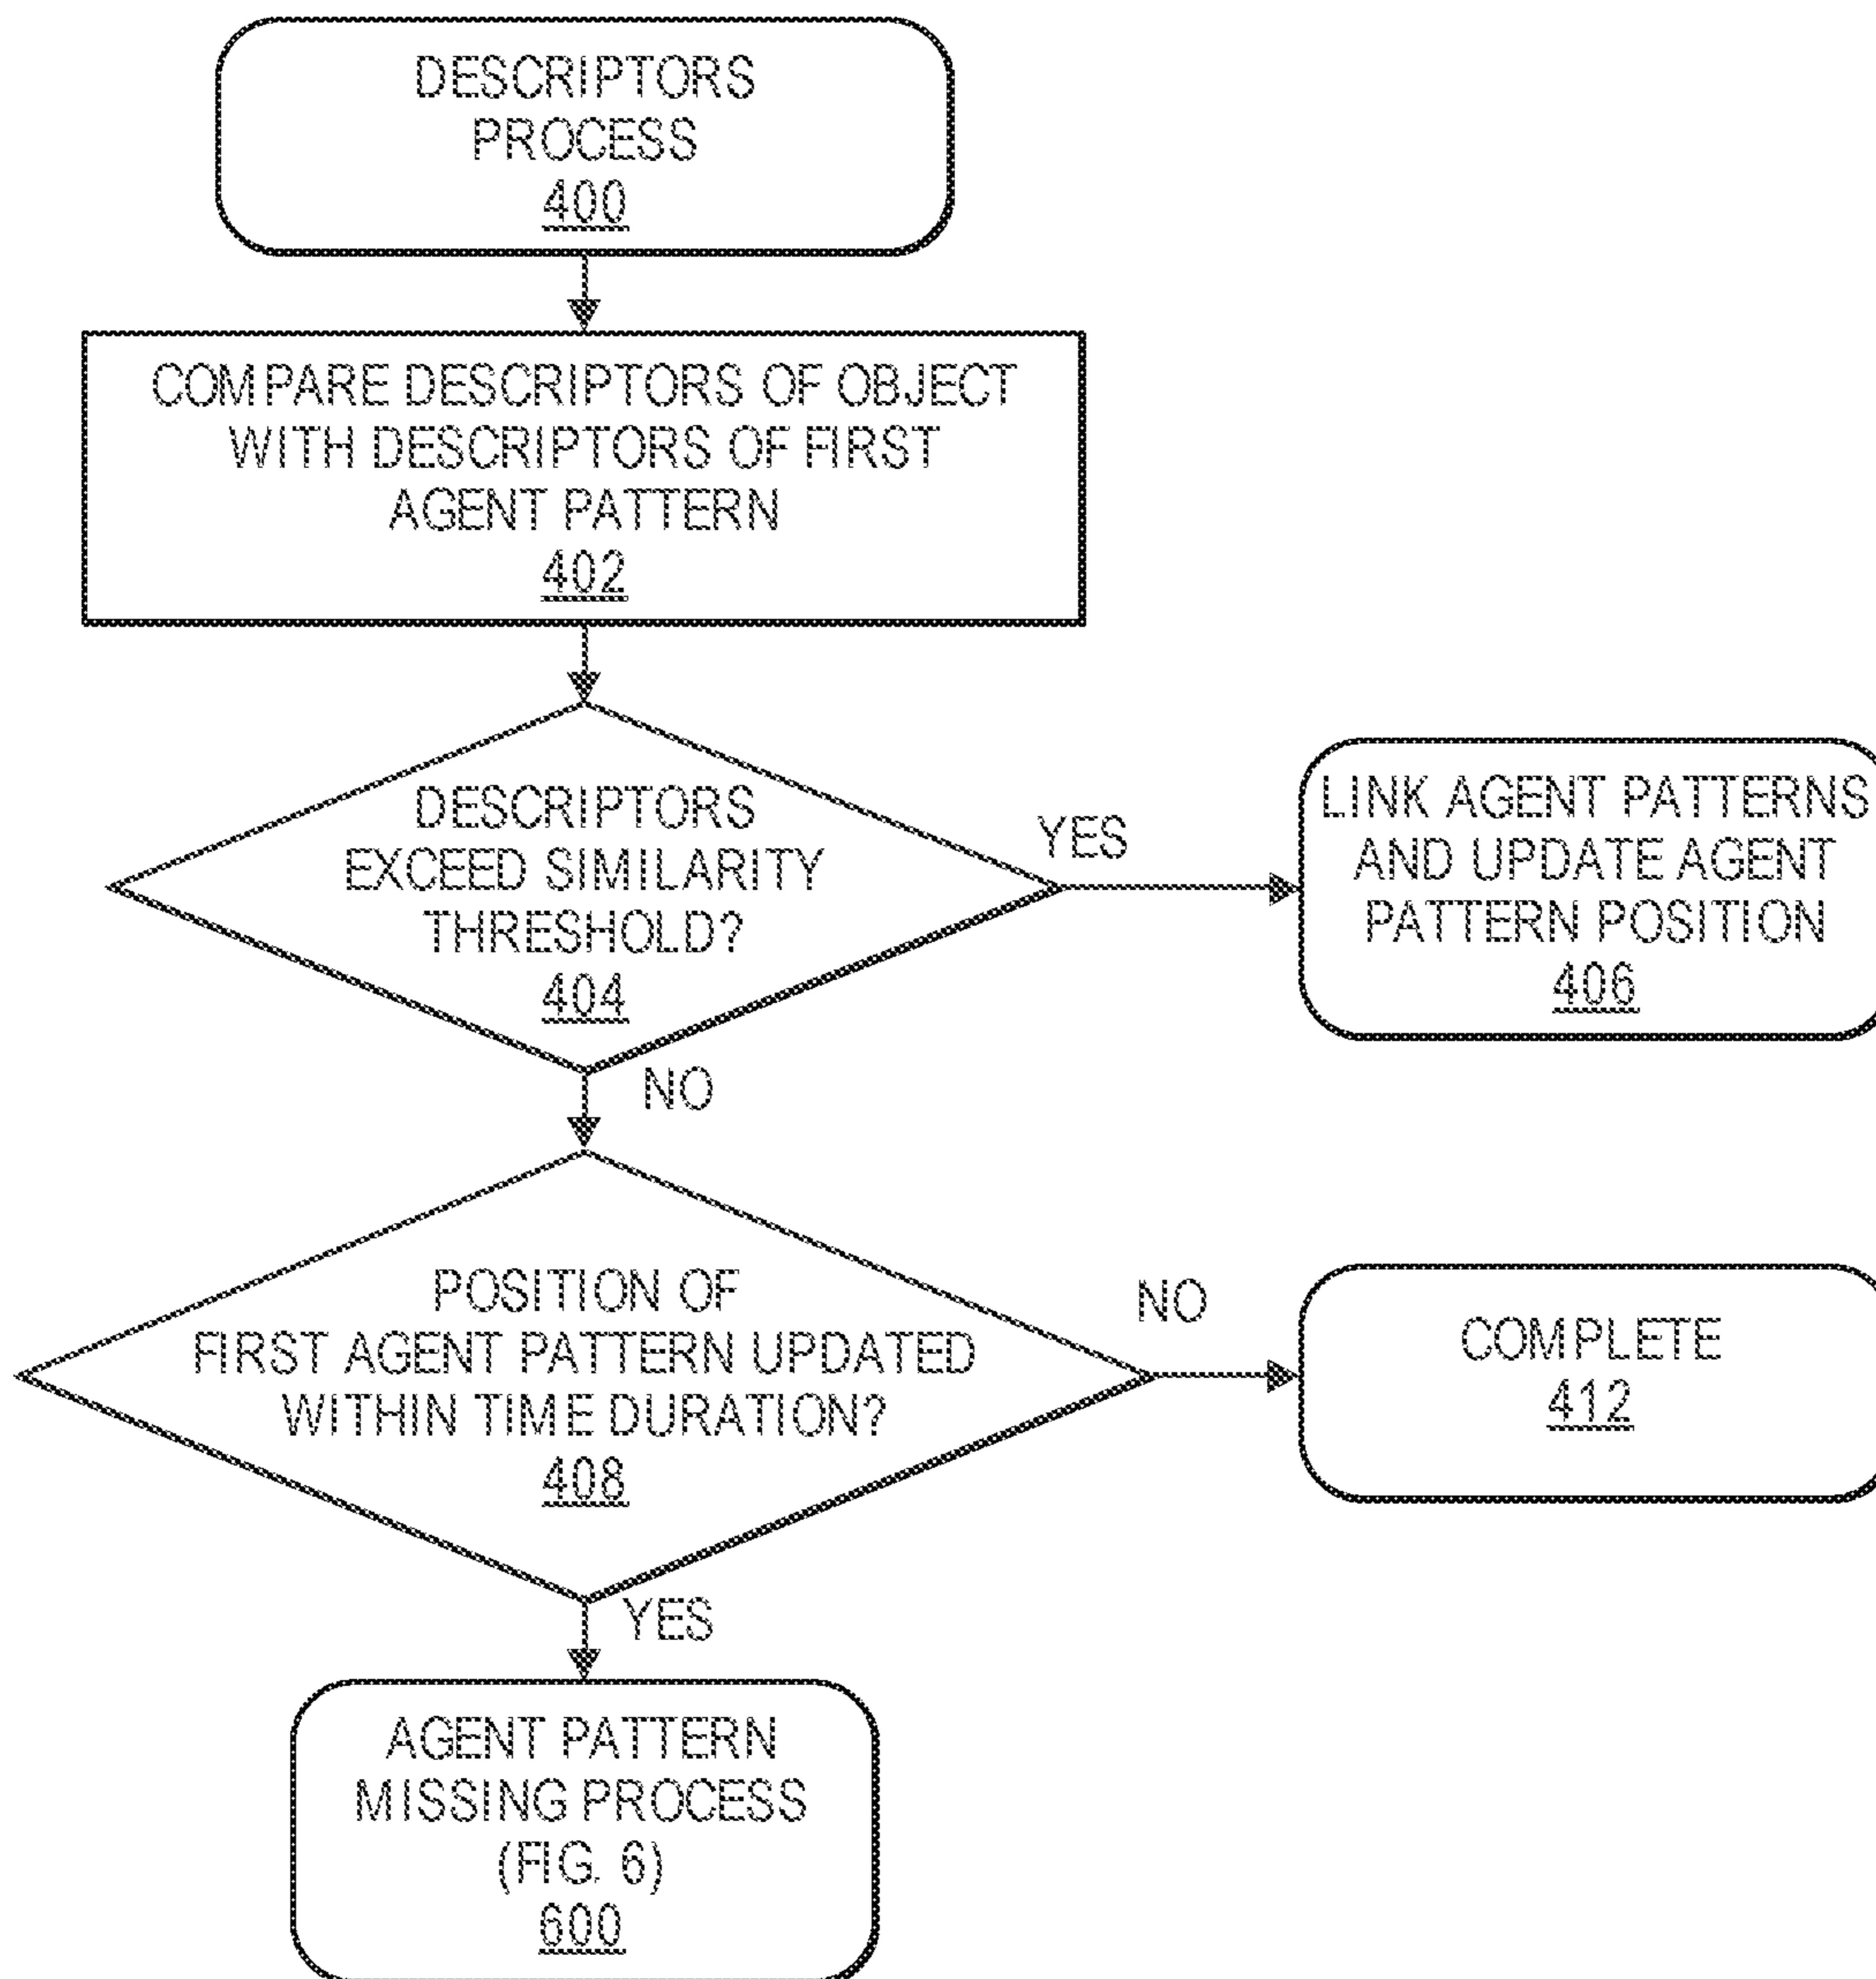 DESCRIPTORS
PROCESS
400
COMPARE DESCRIPTORS OF OBJECT
WITH DESCRIPTORS OF FIRST
AGENT PATTERN
402
DESCRIPTORS
EXCEED SIMILARITY
THRESHOLD?
404
YES
LINK AGENT PATTERNS
AND UPDATE AGENT
PATTERN POSITION
406
NO
POSITION OF
FIRST AGENT PATTERN UPDATED
WITHIN TIME DURATION?
408
NO
COMPLETE
412
YES
AGENT PATTERN
MISSING PROCESS
(FIG. 6)
600